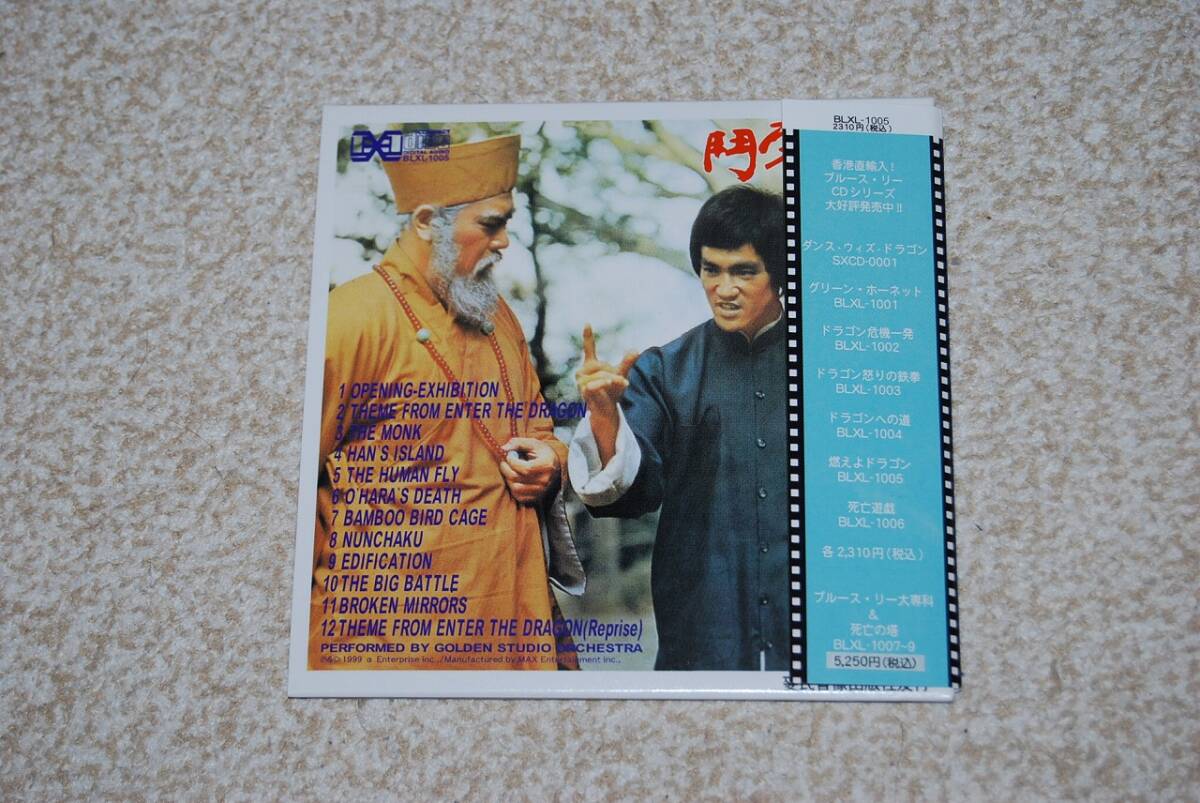 DIGITAL AUDIO
BLXL-1005
鬥
1 OPENING-EXHIBITION
2 THEME FROM ENTER THE DRAGON
3 THE MONK
4 HAN'S ISLAND
5 THE HUMAN FLY
6 O'HARA'S DEATH
7 BAMBOO BIRD CAGE
8 NUNCHAKU
9 EDIFICATION
10 THE BIG BATTLE
11 BROKEN MIRRORS
12 THEME FROM ENTER THE DRAGON(Reprise)
PERFORMED BY GOLDEN STUDIO ORCHESTRA
℗© 1999 a Enterprise inc.,/Manufactured by MAX Entertainment inc.,
BLXL-1005
2310円(税込)
香港直輸入!
ブルース・リー
CDシリーズ
大好評発売中!!
ダンス・ウィズ・ドラゴン
SXCD-0001
グリーン・ホーネット
BLXL-1001
ドラゴン危機一発
BLXL-1002
ドラゴン怒りの鉄拳
BLXL-1003
ドラゴンへの道
BLXL-1004
燃えよドラゴン
BLXL-1005
死亡遊戯
BLXL-1006
各2,310円(税込)
ブルース・リー大専科
&
死亡の塔
BLXL-1007~9
5,250円(税込)